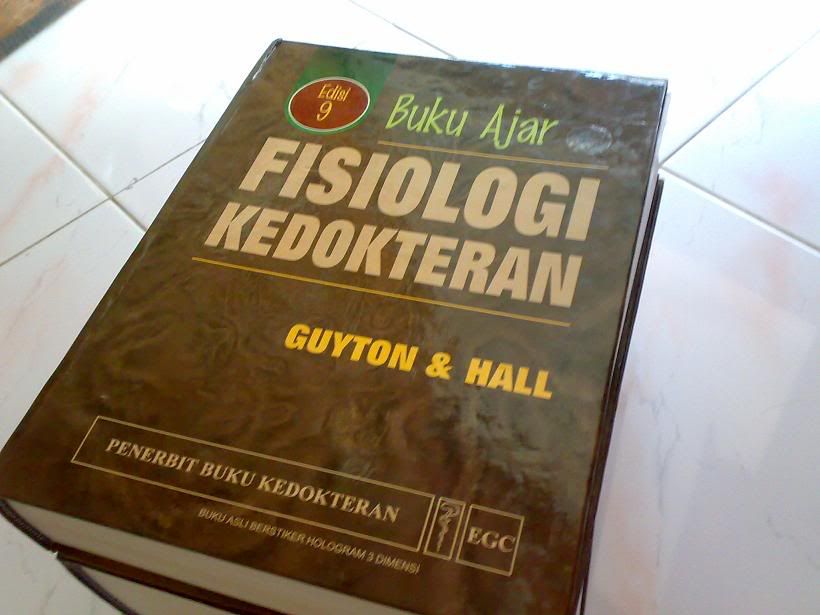 Edisi
9
Buku Ajar
FISIOLOGI
KEDOKTERAN
GUYTON & HALL
PENERBIT BUKU KEDOKTERAN
EGC
BUKU ASLI BERSTIKER HOLOGRAM 3 DIMENSI